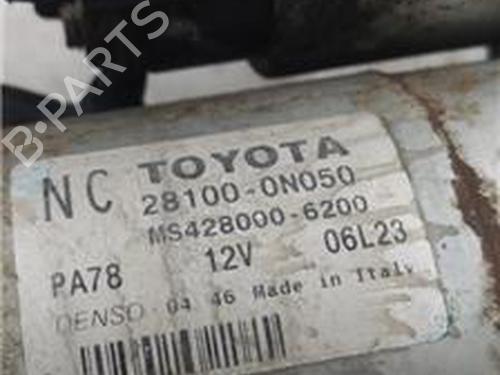 B-PARTS
TOYOTA
NC 28100-0N050
MS428000-6200
PA78 12V 06L23
DENSO 04 46 Made in Italy